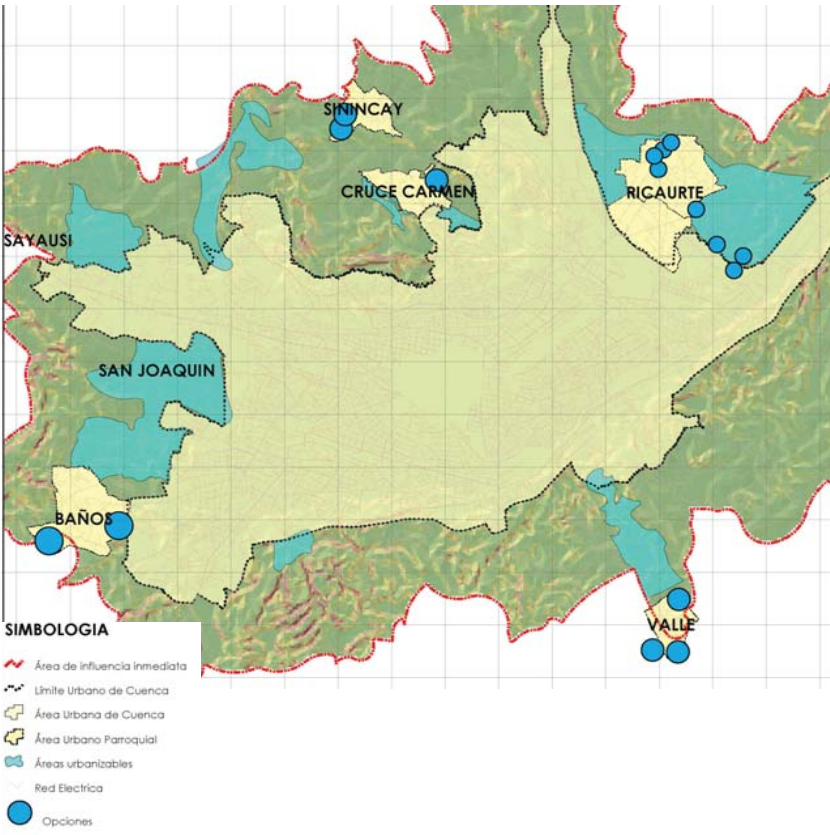 SININCAY
CRUCE CARMEN
RICAURTE
SAYAUSI
SAN JOAQUIN
BAÑOS
VALLE
SIMBOLOGIA
Área de influencia inmediata
Límite Urbano de Cuenca
Área Urbana de Cuenca
Área Urbano Parroquial
Áreas urbanizables
Red Electrica
Opciones